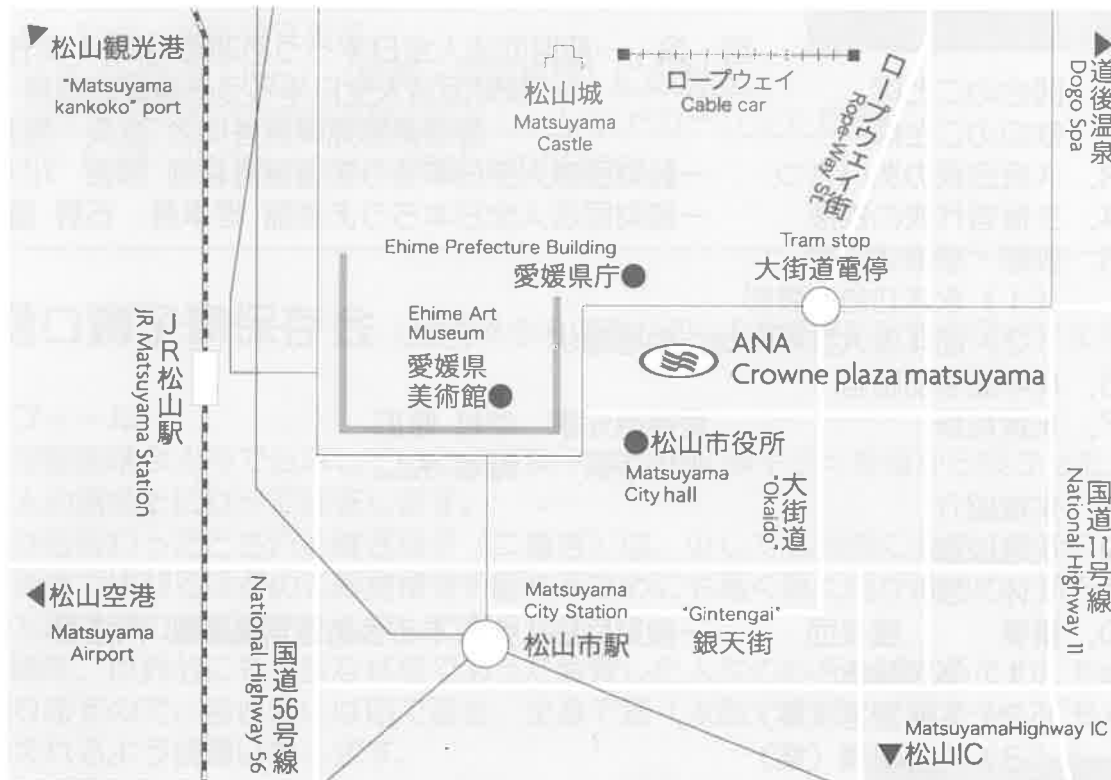 松山観光港
"Matsuyama
kankoko" port
松山城
Matsuyama
Castle
ロープウェイ
Cable car
ロープウェイ街
Rope-Way St.
道後温泉
Dogo Spa
Ehime Prefecture Building
愛媛県庁
Tram stop
大街道電停
Ehime Art
Museum
愛媛県
美術館
ANA
Crowne plaza matsuyama
JR松山駅
JR Matsuyama Station
松山市役所
Matsuyama
City hall
大街道
"Okaido"
国道11号線
National Highway 11
松山空港
Matsuyama
Airport
国道56号線
National Highway 56
Matsuyama
City Station
松山市駅
"Gintengai"
銀天街
MatsuyamaHighway IC
松山IC